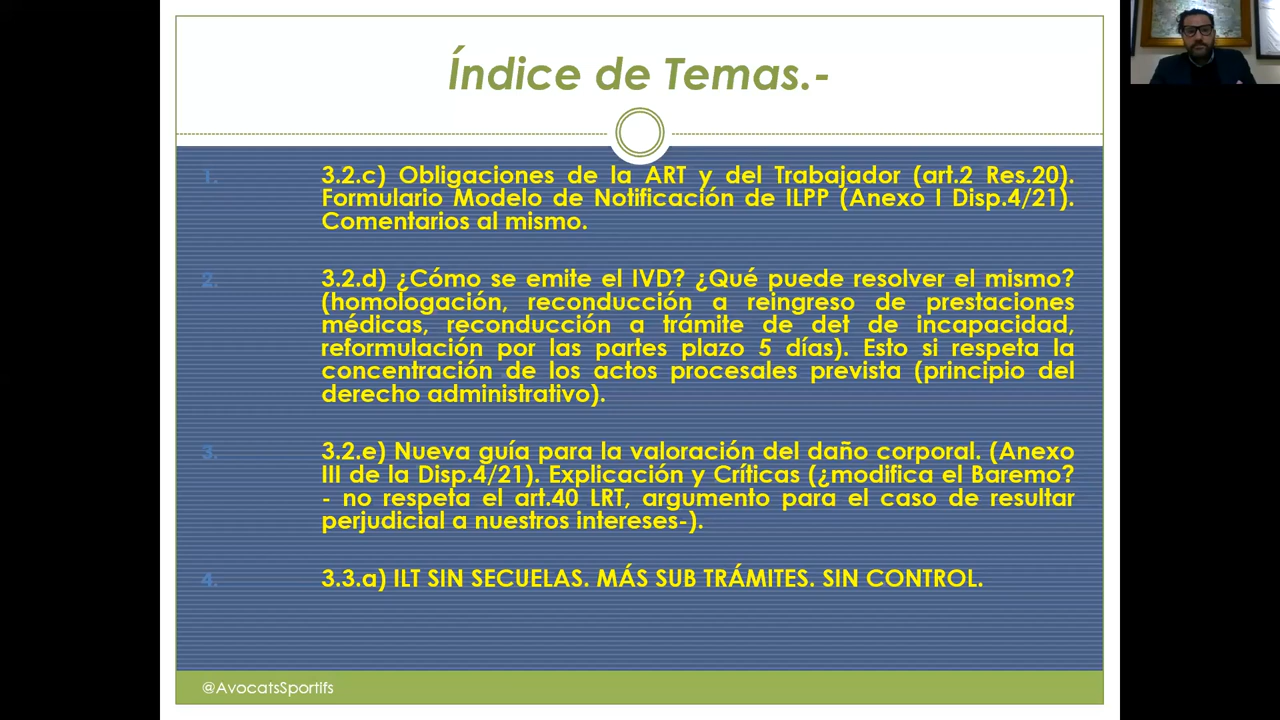 Índice de Temas.-
1. 3.2.c) Obligaciones de la ART y del Trabajador (art.2 Res.20).
Formulario Modelo de Notificación de ILPP (Anexo I Disp.4/21).
Comentarios al mismo.
2. 3.2.d) ¿Cómo se emite el IVD? ¿Qué puede resolver el mismo?
(homologación, reconducción a reingreso de prestaciones
médicas, reconducción a trámite de det de incapacidad,
reformulación por las partes plazo 5 días). Esto si respeta la
concentración de los actos procesales prevista (principio del
derecho administrativo).
3. 3.2.e) Nueva guía para la valoración del daño corporal. (Anexo
III de la Disp.4/21). Explicación y Críticas (¿modifica el Baremo?
- no respeta el art.40 LRT, argumento para el caso de resultar
perjudicial a nuestros intereses-).
4. 3.3.a) ILT SIN SECUELAS. MÁS SUB TRÁMITES. SIN CONTROL.
@AvocatsSportifs